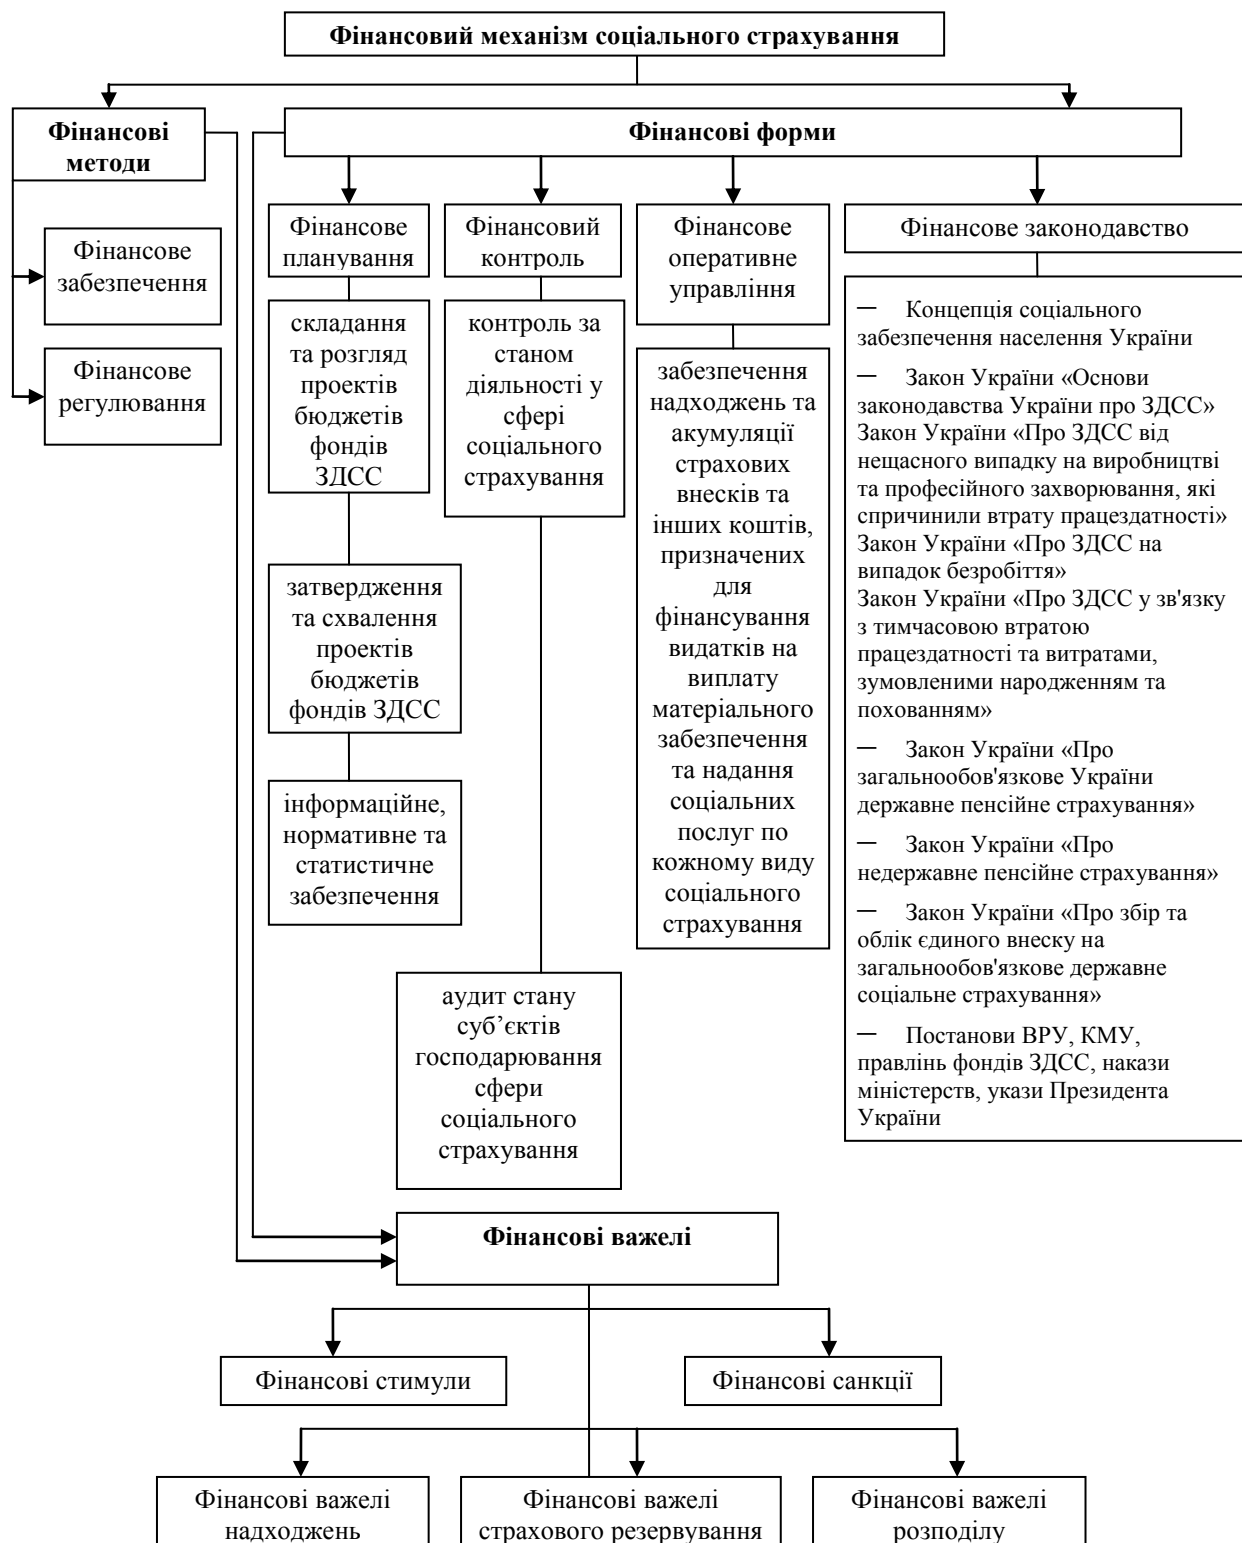 Фінансовий механізм соціального страхування
Фінансові
методи
Фінансові форми
Фінансове
забезпечення
Фінансове
регулювання
Фінансове
планування
складання
та розгляд
проектів
бюджетів
фондів
ЗДСС
затвердження
та схвалення
проектів
бюджетів
фондів ЗДСС
інформаційне,
нормативне та
статистичне
забезпечення
Фінансовий
контроль
контроль за
станом
діяльності у
сфері
соціального
страхування
аудит стану
суб’єктів
господарювання
сфери
соціального
страхування
Фінансове
оперативне
управління
забезпечення
надходжень та
акумуляції
страхових
внесків та
інших коштів,
призначених
для
фінансування
видатків на
виплату
матеріального
забезпечення
та надання
соціальних
послуг по
кожному виду
соціального
страхування
Фінансове законодавство
— Концепція соціального
забезпечення населення України
— Закон України «Основи
законодавства України про ЗДСС»
Закон України «Про ЗДСС від
нещасного випадку на виробництві
та професійного захворювання, які
спричинили втрату працездатності»
Закон України «Про ЗДСС на
випадок безробіття»
Закон України «Про ЗДСС у зв'язку
з тимчасовою втратою
працездатності та витратами,
зумовленими народженням та
похованням»
— Закон України «Про
загальнообов'язкове України
державне пенсійне страхування»
— Закон України «Про
недержавне пенсійне страхування»
— Закон України «Про збір та
облік єдиного внеску на
загальнообов'язкове державне
соціальне страхування»
— Постанови ВРУ, КМУ,
правлінь фондів ЗДСС, накази
міністерств, укази Президента
України
Фінансові важелі
Фінансові стимули
Фінансові санкції
Фінансові важелі
надходжень
Фінансові важелі
страхового резервування
Фінансові важелі
розподілу